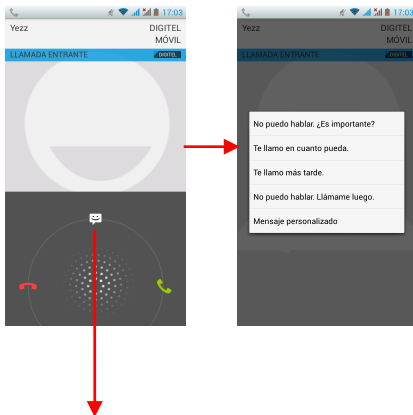 17:03
Yezz
DIGITEL
MÓVIL
LLAMADA ENTRANTE
DIGITEL
17:03
Yezz
DIGITEL
MÓVIL
LLAMADA ENTRANTE
DIGITEL
No puedo hablar. ¿Es importante?
Te llamo en cuanto pueda.
Te llamo más tarde.
No puedo hablar. Llámame luego.
Mensaje personalizado